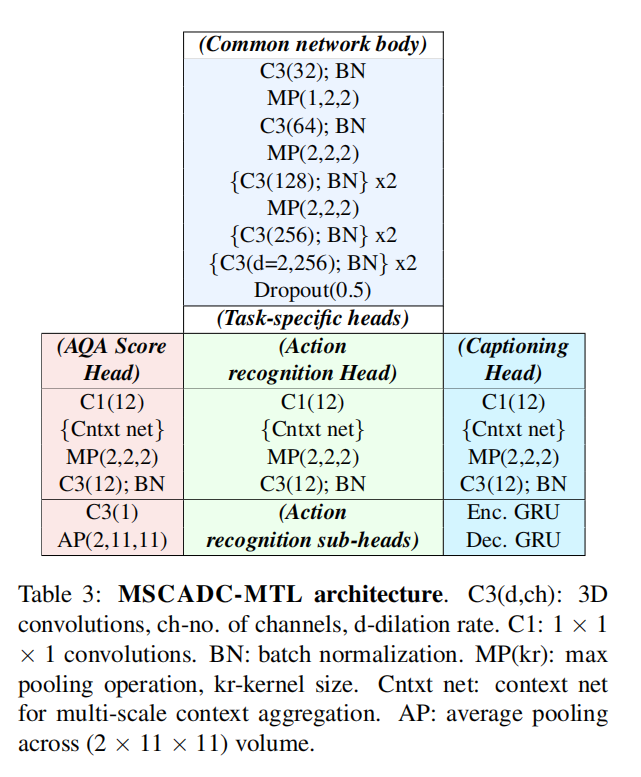 (Common network body)
C3(32); BN
MP(1,2,2)
C3(64); BN
MP(2,2,2)
{C3(128); BN} x2
MP(2,2,2)
{C3(256); BN} x2
{C3(d=2,256); BN} x2
Dropout(0.5)
(Task-specific heads)
(AQA Score Head)
(Action recognition Head)
(Captioning Head)
C1(12) C1(12) C1(12)
{Cntxt net} {Cntxt net} {Cntxt net}
MP(2,2,2) MP(2,2,2) MP(2,2,2)
C3(12); BN C3(12); BN C3(12); BN
C3(1) (Action Enc. GRU
AP(2,11,11) recognition sub-heads) Dec. GRU
Table 3: MSCADC-MTL architecture. C3(d,ch): 3D
convolutions, ch-no. of channels, d-dilation rate. C1: 1 × 1
× 1 convolutions. BN: batch normalization. MP(kr): max
pooling operation, kr-kernel size. Cntxt net: context net
for multi-scale context aggregation. AP: average pooling
across (2 × 11 × 11) volume.